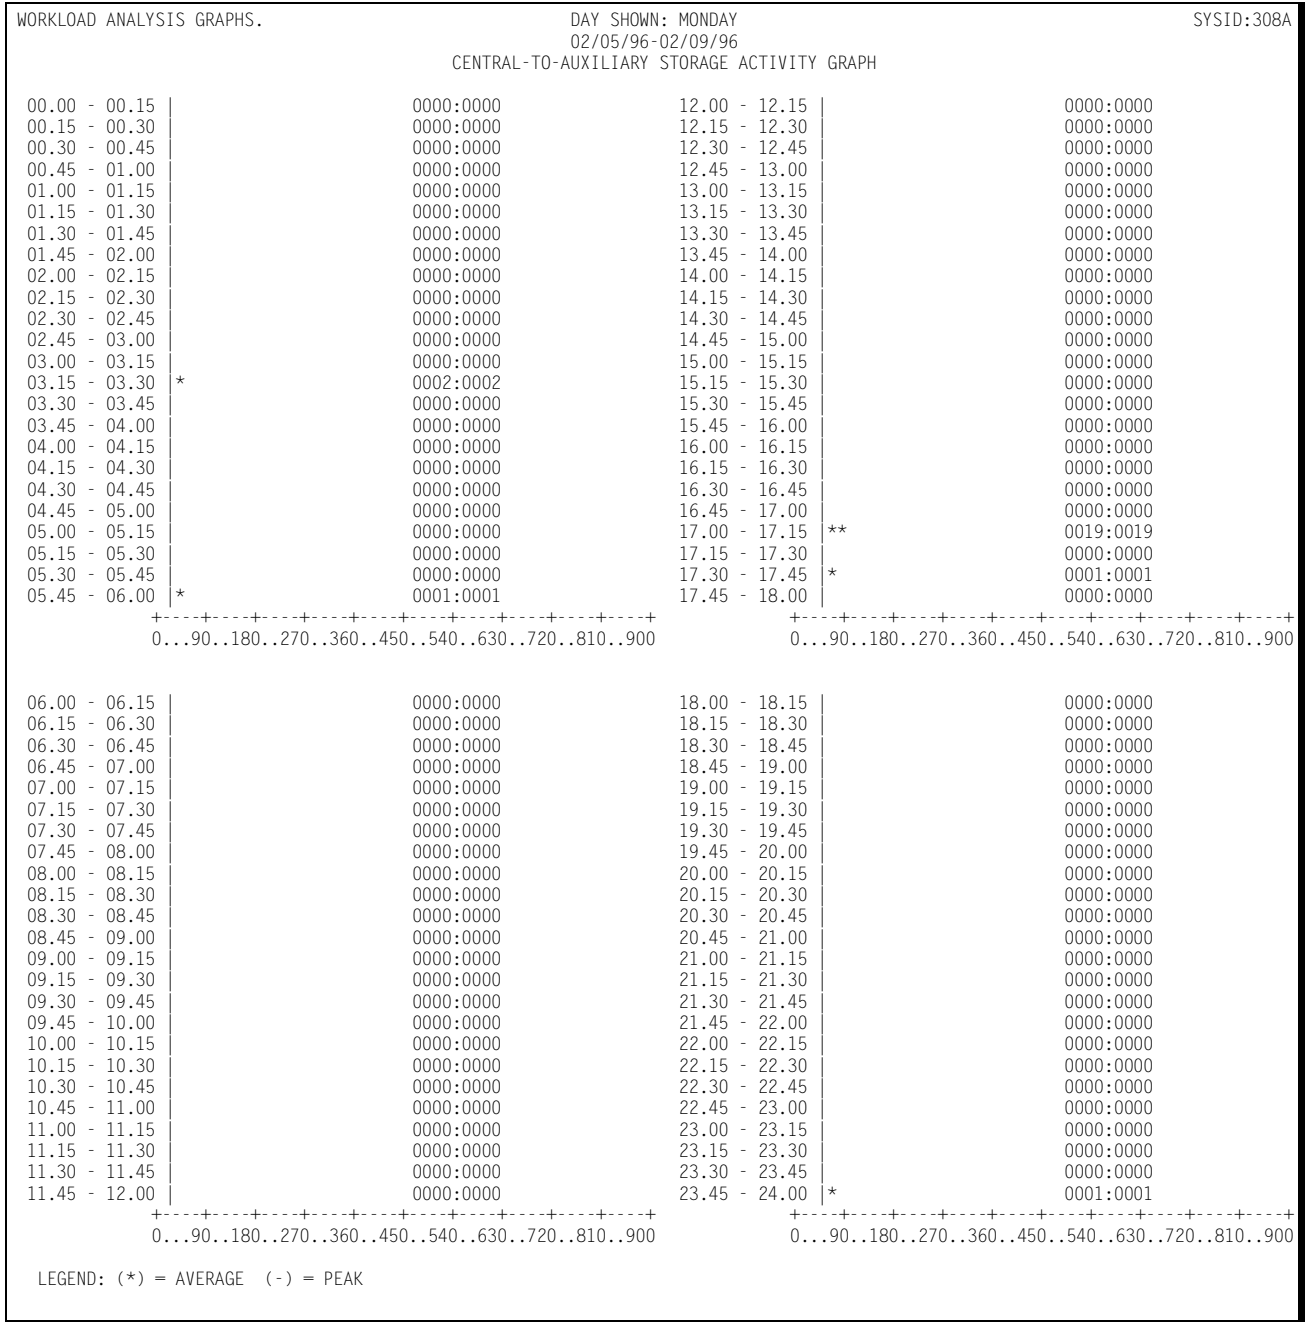 WORKLOAD ANALYSIS GRAPHS. DAY SHOWN: MONDAY SYSID:308A
02/05/96-02/09/96
CENTRAL-TO-AUXILIARY STORAGE ACTIVITY GRAPH
00.00 - 00.15 | 0000:0000 12.00 - 12.15 | 0000:0000
00.15 - 00.30 | 0000:0000 12.15 - 12.30 | 0000:0000
00.30 - 00.45 | 0000:0000 12.30 - 12.45 | 0000:0000
00.45 - 01.00 | 0000:0000 12.45 - 13.00 | 0000:0000
01.00 - 01.15 | 0000:0000 13.00 - 13.15 | 0000:0000
01.15 - 01.30 | 0000:0000 13.15 - 13.30 | 0000:0000
01.30 - 01.45 | 0000:0000 13.30 - 13.45 | 0000:0000
01.45 - 02.00 | 0000:0000 13.45 - 14.00 | 0000:0000
02.00 - 02.15 | 0000:0000 14.00 - 14.15 | 0000:0000
02.15 - 02.30 | 0000:0000 14.15 - 14.30 | 0000:0000
02.30 - 02.45 | 0000:0000 14.30 - 14.45 | 0000:0000
02.45 - 03.00 | 0000:0000 14.45 - 15.00 | 0000:0000
03.00 - 03.15 | 0000:0000 15.00 - 15.15 | 0000:0000
03.15 - 03.30 |* 0002:0002 15.15 - 15.30 | 0000:0000
03.30 - 03.45 | 0000:0000 15.30 - 15.45 | 0000:0000
03.45 - 04.00 | 0000:0000 15.45 - 16.00 | 0000:0000
04.00 - 04.15 | 0000:0000 16.00 - 16.15 | 0000:0000
04.15 - 04.30 | 0000:0000 16.15 - 16.30 | 0000:0000
04.30 - 04.45 | 0000:0000 16.30 - 16.45 | 0000:0000
04.45 - 05.00 | 0000:0000 16.45 - 17.00 | 0000:0000
05.00 - 05.15 | 0000:0000 17.00 - 17.15 |** 0019:0019
05.15 - 05.30 | 0000:0000 17.15 - 17.30 | 0000:0000
05.30 - 05.45 | 0000:0000 17.30 - 17.45 |* 0001:0001
05.45 - 06.00 |* 0001:0001 17.45 - 18.00 | 0000:0000
+----+----+----+----+----+----+----+----+----+----+ +----+----+----+----+----+----+----+----+----+----+
0...90..180..270..360..450..540..630..720..810..900 0...90..180..270..360..450..540..630..720..810..900
06.00 - 06.15 | 0000:0000 18.00 - 18.15 | 0000:0000
06.15 - 06.30 | 0000:0000 18.15 - 18.30 | 0000:0000
06.30 - 06.45 | 0000:0000 18.30 - 18.45 | 0000:0000
06.45 - 07.00 | 0000:0000 18.45 - 19.00 | 0000:0000
07.00 - 07.15 | 0000:0000 19.00 - 19.15 | 0000:0000
07.15 - 07.30 | 0000:0000 19.15 - 19.30 | 0000:0000
07.30 - 07.45 | 0000:0000 19.30 - 19.45 | 0000:0000
07.45 - 08.00 | 0000:0000 19.45 - 20.00 | 0000:0000
08.00 - 08.15 | 0000:0000 20.00 - 20.15 | 0000:0000
08.15 - 08.30 | 0000:0000 20.15 - 20.30 | 0000:0000
08.30 - 08.45 | 0000:0000 20.30 - 20.45 | 0000:0000
08.45 - 09.00 | 0000:0000 20.45 - 21.00 | 0000:0000
09.00 - 09.15 | 0000:0000 21.00 - 21.15 | 0000:0000
09.15 - 09.30 | 0000:0000 21.15 - 21.30 | 0000:0000
09.30 - 09.45 | 0000:0000 21.30 - 21.45 | 0000:0000
09.45 - 10.00 | 0000:0000 21.45 - 22.00 | 0000:0000
10.00 - 10.15 | 0000:0000 22.00 - 22.15 | 0000:0000
10.15 - 10.30 | 0000:0000 22.15 - 22.30 | 0000:0000
10.30 - 10.45 | 0000:0000 22.30 - 22.45 | 0000:0000
10.45 - 11.00 | 0000:0000 22.45 - 23.00 | 0000:0000
11.00 - 11.15 | 0000:0000 23.00 - 23.15 | 0000:0000
11.15 - 11.30 | 0000:0000 23.15 - 23.30 | 0000:0000
11.30 - 11.45 | 0000:0000 23.30 - 23.45 | 0000:0000
11.45 - 12.00 | 0000:0000 23.45 - 24.00 |* 0001:0001
+----+----+----+----+----+----+----+----+----+----+ +----+----+----+----+----+----+----+----+----+----+
0...90..180..270..360..450..540..630..720..810..900 0...90..180..270..360..450..540..630..720..810..900
LEGEND: (*) = AVERAGE (-) = PEAK